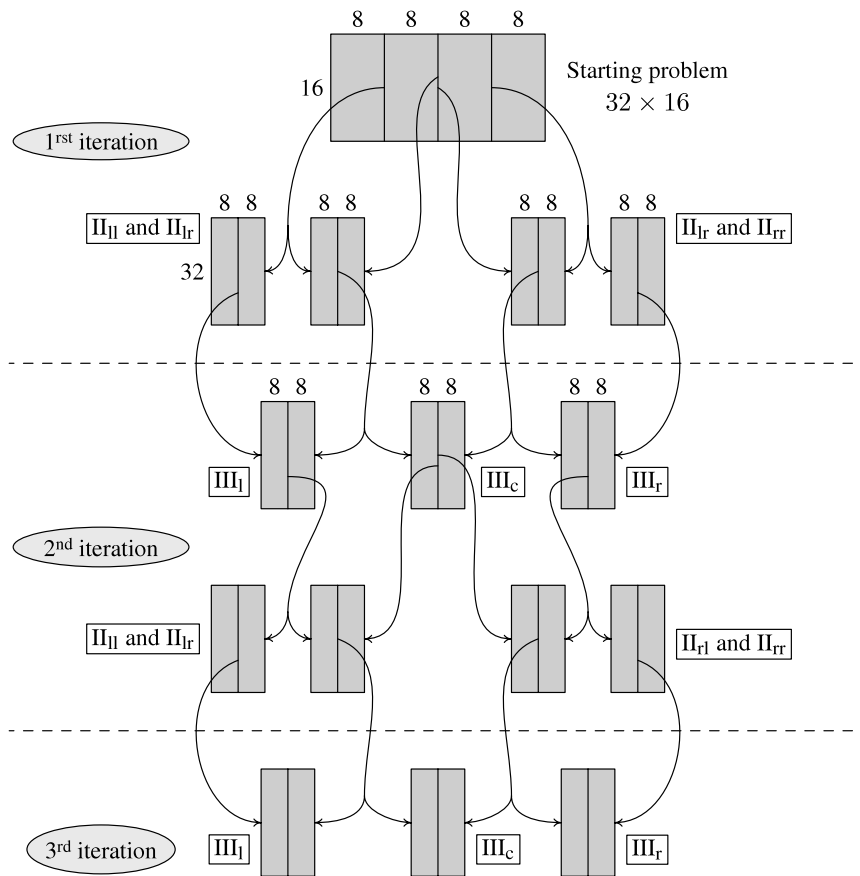 8 8 8 8
16
Starting problem
32 × 16
1rst iteration
8 8 8 8 8 8 8 8
IIll and IIlr
IIlr and IIrr
32
8 8 8 8 8 8
IIIl
IIIc
IIIr
2nd iteration
IIll and IIlr
IIrl and IIrr
3rd iteration
IIIl
IIIc
IIIr